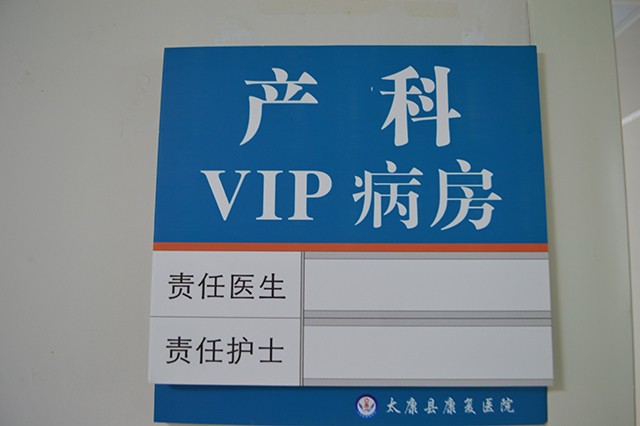 产 科
VIP 病房
责任医生
责任护士
太康县康复医院